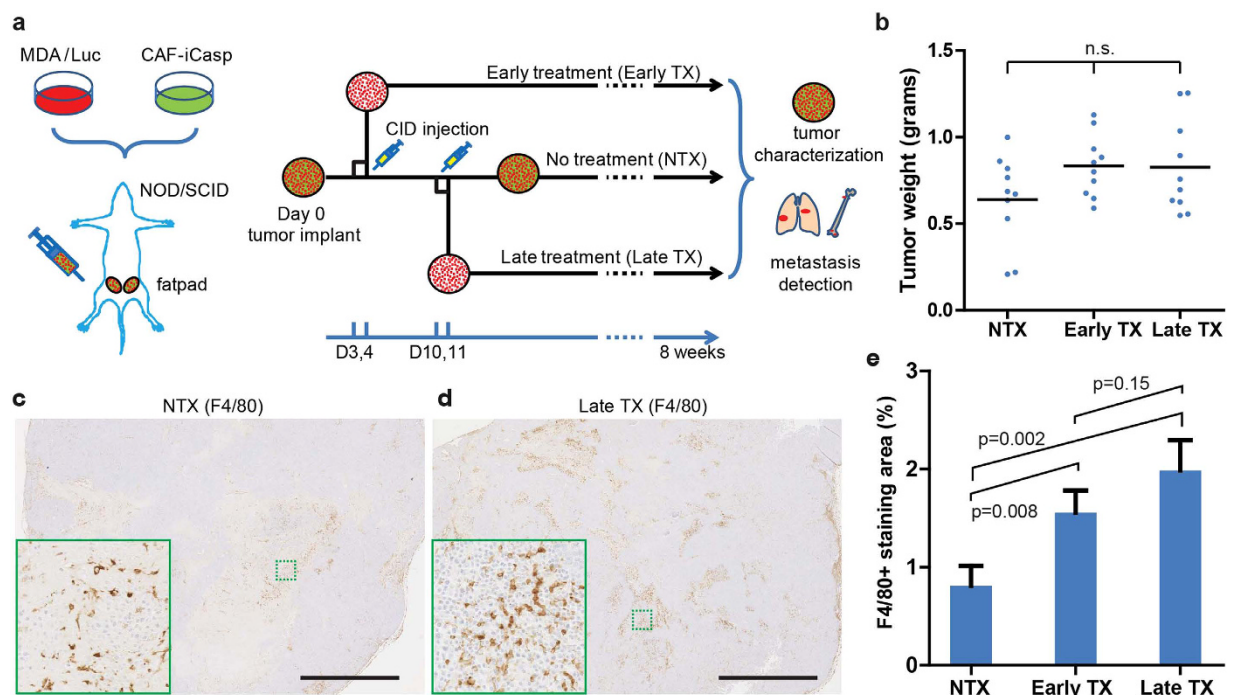 a
MDA/Luc
CAF-iCasp
NOD/SCID
fatpad
Early treatment (Early TX)
CID injection
No treatment (NTX)
Day 0
tumor implant
Late treatment (Late TX)
tumor
characterization
metastasis
detection
D3,4
D10,11
8 weeks
b
n.s.
Tumor weight (grams)
1.5
1.0
0.5
0.0
NTX
Early TX
Late TX
c
NTX (F4/80)
d
Late TX (F4/80)
e
F4/80+ staining area (%)
3
2
1
0
p=0.15
p=0.002
p=0.008
NTX
Early TX
Late TX